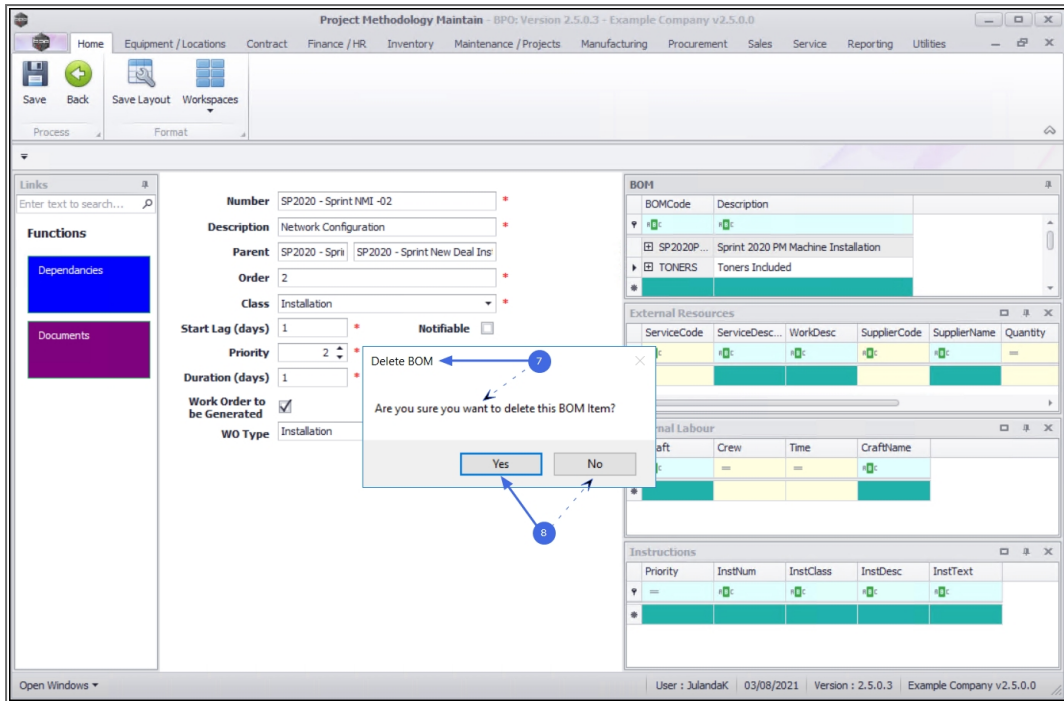 Project Methodology Maintain - BPO: Version 2.5.0.3 - Example Company v2.5.0.0
Home Equipment / Locations Contract Finance / HR Inventory Maintenance / Projects Manufacturing Procurement Sales Service Reporting Utilities
Save Back Save Layout Workspaces
Process Format
Links
Enter text to search...
Functions
Dependancies
Documents
Number SP2020 - Sprint NMI -02 *
Description Network Configuration *
Parent SP2020 - Spri SP2020 - Sprint New Deal Ins
Order 2 *
Class Installation *
Start Lag (days) 1 * Notifiable
Priority 2 *
Duration (days) 1 *
Work Order to
be Generated
WO Type Installation
Delete BOM 7
Are you sure you want to delete this BOM Item?
Yes No
8
BOM
BOMCode Description
SP2020P... Sprint 2020 PM Machine Installation
TONERS Toners Included
External Resources
ServiceCode ServiceDesc... WorkDesc SupplierCode SupplierName Quantity
=
nal Labour
aft Crew Time CraftName
= =
Instructions
Priority InstNum InstClass InstDesc InstText
=
Open Windows User : JulandaK 03/08/2021 Version : 2.5.0.3 Example Company v2.5.0.0